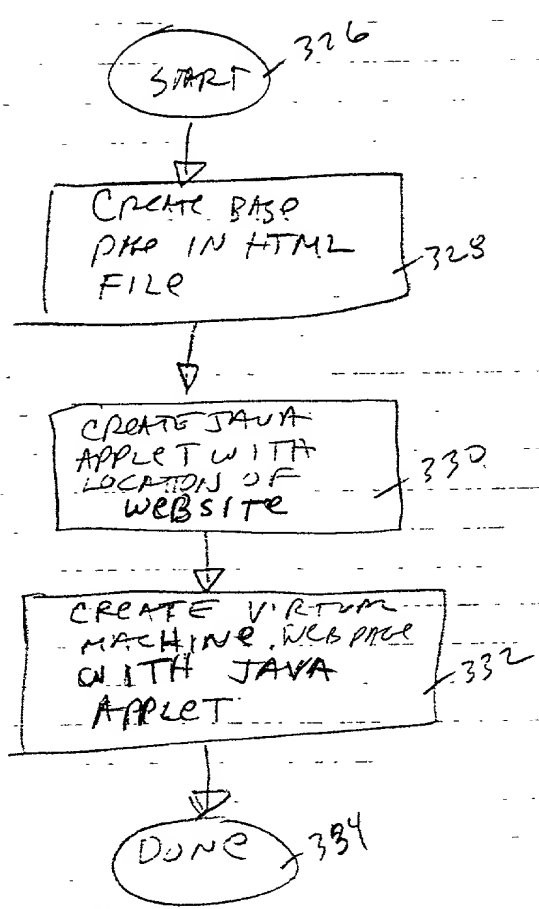 START
326
CREATE BASE
PAGE IN HTML
FILE
328
CREATE JAVA
APPLET WITH
LOCATION OF
WEBSITE
330
CREATE VIRTUAL
MACHINE WEB PAGE
WITH JAVA
APPLET
332
DONE
334